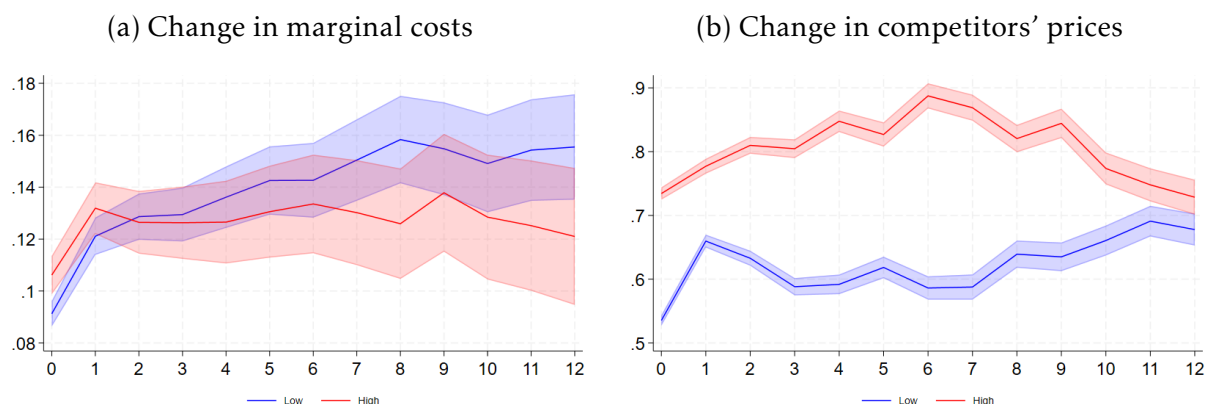 (a) Change in marginal costs
.18
.16
.14
.12
.1
.08
0 1 2 3 4 5 6 7 8 9 10 11 12
Low High
(b) Change in competitors' prices
.9
.8
.7
.6
.5
0 1 2 3 4 5 6 7 8 9 10 11 12
Low High